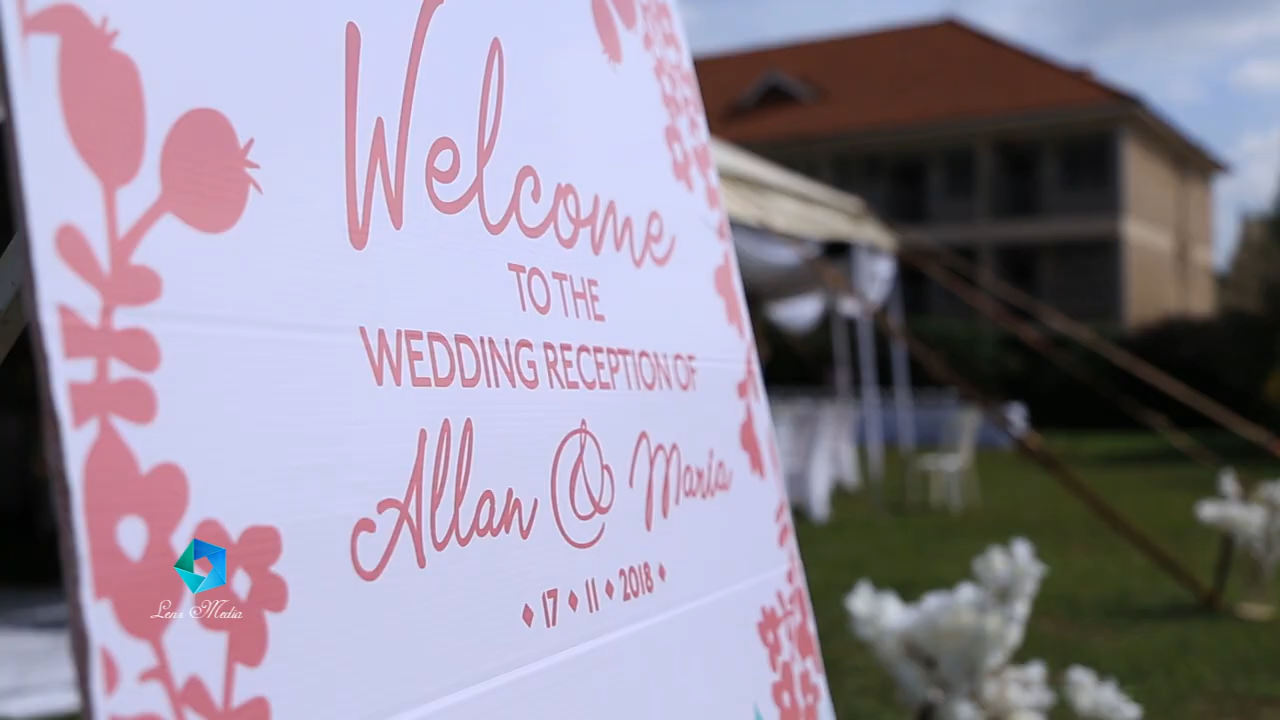 Welcome
TO THE
WEDDING RECEPTION OF
Allan & Maria
♦ 17 ♦ 11 ♦ 2018 ♦
Lens Media